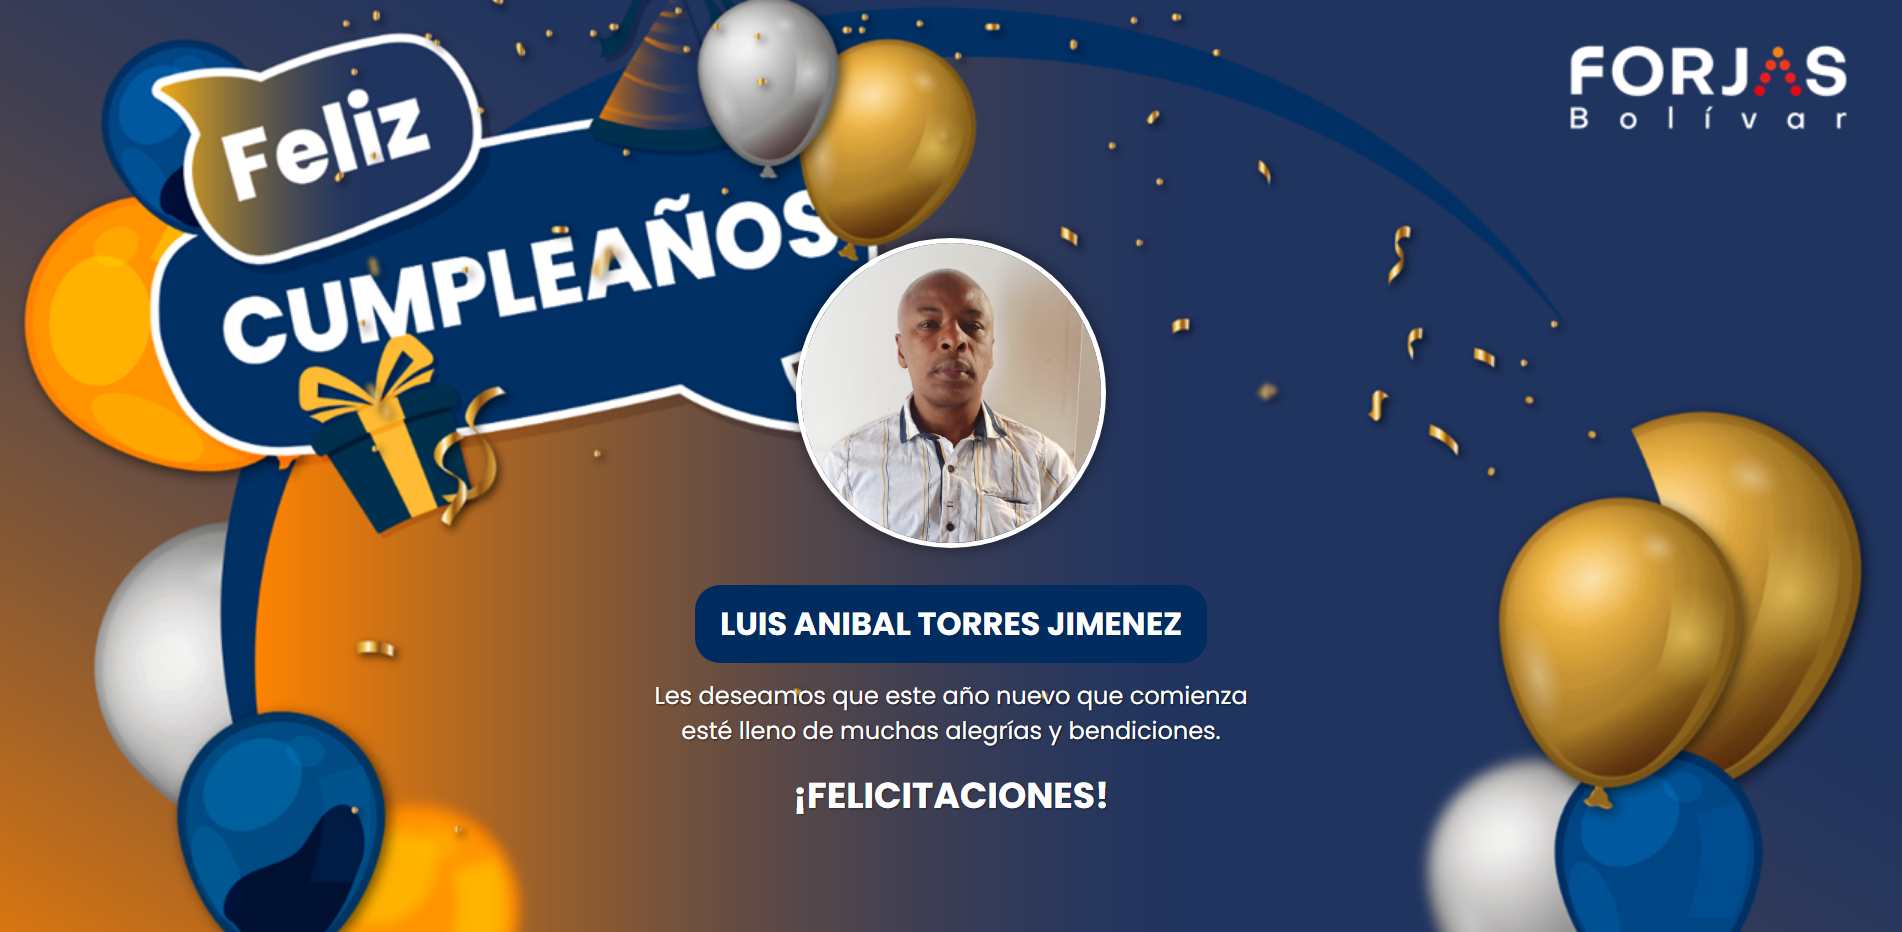 Feliz
CUMPLEAÑOS
FORJAS
Bolívar
LUIS ANIBAL TORRES JIMENEZ
Les deseamos que este año nuevo que comienza
esté lleno de muchas alegrías y bendiciones.
¡FELICITACIONES!